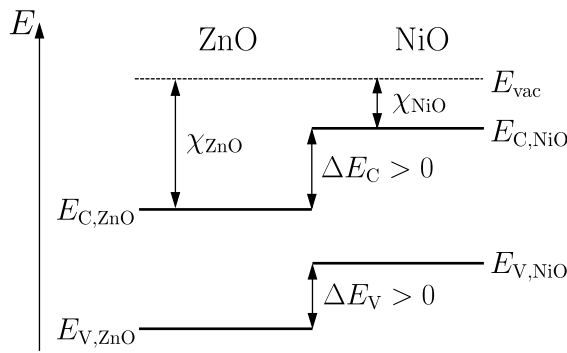 E
ZnO
NiO
E_vac
χ_ZnO
χ_NiO
E_C,NiO
ΔE_C > 0
E_C,ZnO
E_V,NiO
ΔE_V > 0
E_V,ZnO